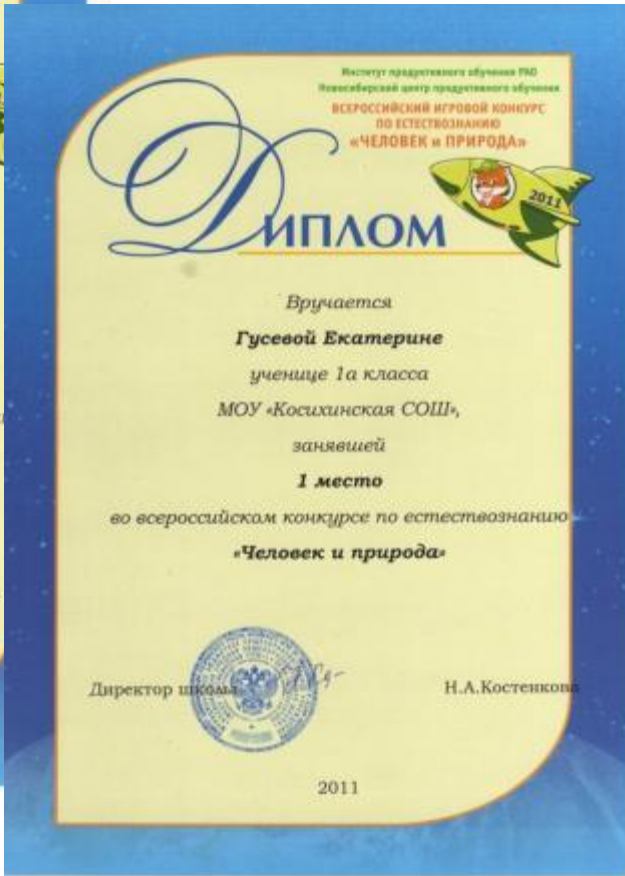 Институт продуктивного обучения РАО
Новосибирский центр продуктивного обучения
ВСЕРОССИЙСКИЙ ИГРОВОЙ КОНКУРС
ПО ЕСТЕСТВОЗНАНИЮ
«ЧЕЛОВЕК и ПРИРОДА»
2011
ДИПЛОМ
Вручается
Гусевой Екатерине
ученице 1а класса
МОУ «Косихинская СОШ»,
занявшей
1 место
во всероссийском конкурсе по естествознанию
«Человек и природа»
Директор школы Н.А.Костенкова
2011